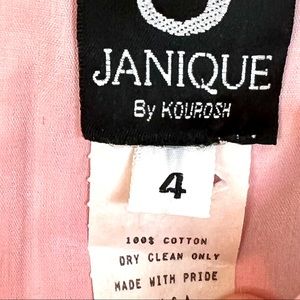 JANIQUE
By KOUROSH
4
100% COTTON
DRY CLEAN ONLY
MADE WITH PRIDE